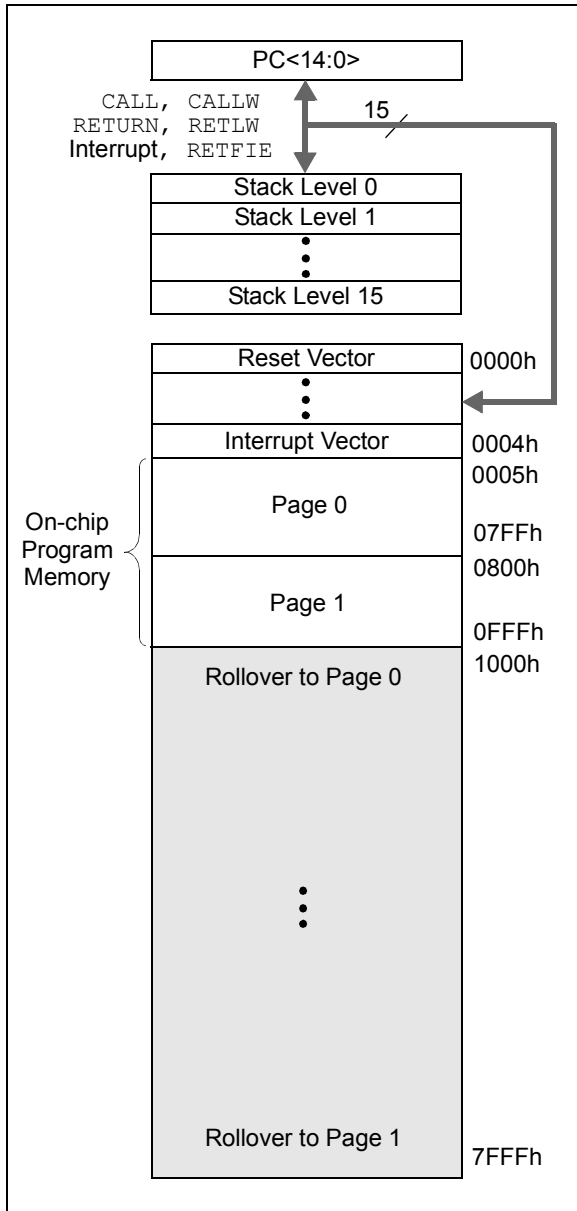 PC<14:0>
CALL, CALLW
RETURN, RETLW
Interrupt, RETFIE
15
Stack Level 0
Stack Level 1
Stack Level 15
Reset Vector
0000h
Interrupt Vector
0004h
0005h
On-chip
Program
Memory
Page 0
07FFh
0800h
Page 1
0FFFh
1000h
Rollover to Page 0
Rollover to Page 1
7FFFh